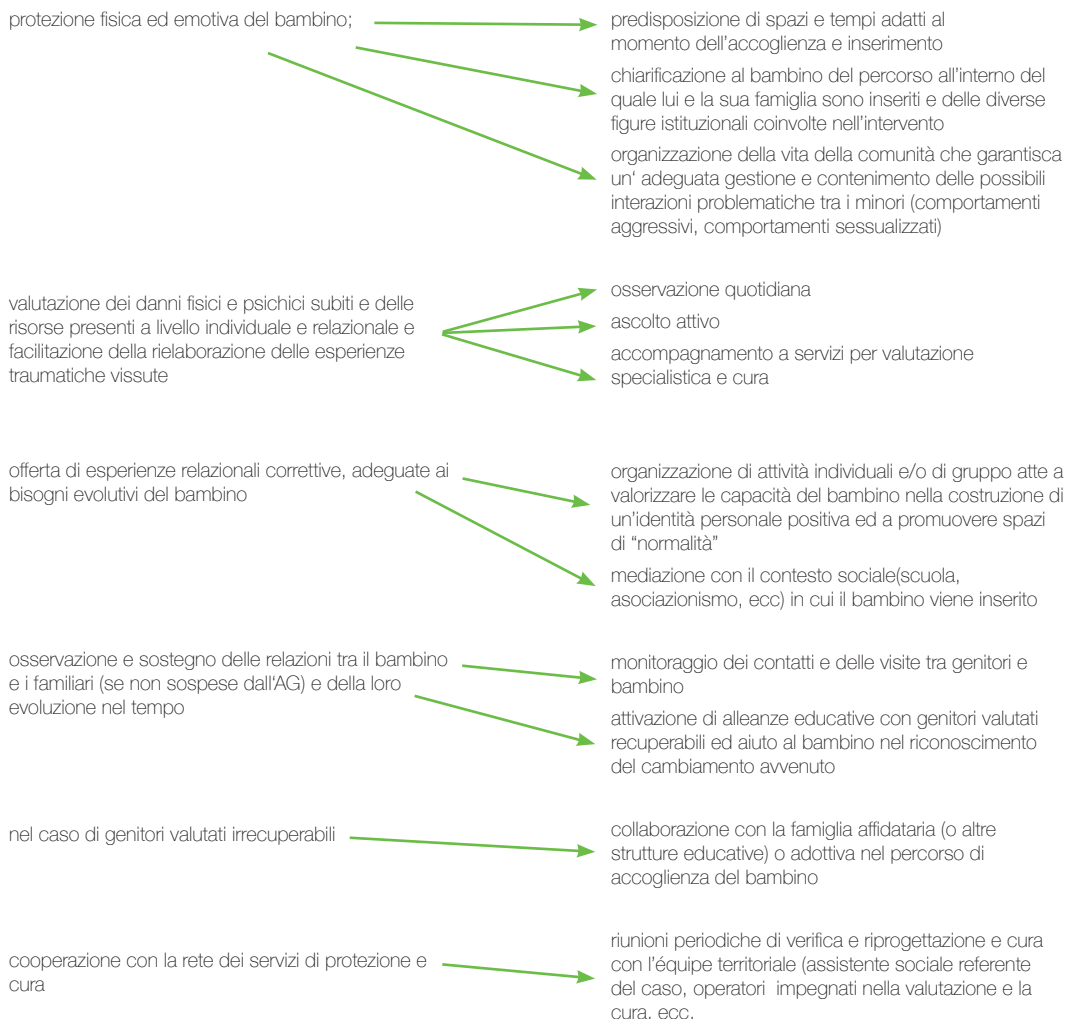 protezione fisica ed emotiva del bambino;
predisposizione di spazi e tempi adatti al
momento dell'accoglienza e inserimento
chiarificazione al bambino del percorso all'interno del
quale lui e la sua famiglia sono inseriti e delle diverse
figure istituzionali coinvolte nell'intervento
organizzazione della vita della comunità che garantisca
un' adeguata gestione e contenimento delle possibili
interazioni problematiche tra i minori (comportamenti
aggressivi, comportamenti sessualizzati)
valutazione dei danni fisici e psichici subiti e delle
risorse presenti a livello individuale e relazionale e
facilitazione della rielaborazione delle esperienze
traumatiche vissute
osservazione quotidiana
ascolto attivo
accompagnamento a servizi per valutazione
specialistica e cura
offerta di esperienze relazionali correttive, adeguate ai
bisogni evolutivi del bambino
organizzazione di attività individuali e/o di gruppo atte a
valorizzare le capacità del bambino nella costruzione di
un'identità personale positiva ed a promuovere spazi
di "normalità"
mediazione con il contesto sociale(scuola,
asociazionismo, ecc) in cui il bambino viene inserito
osservazione e sostegno delle relazioni tra il bambino
e i familiari (se non sospese dall'AG) e della loro
evoluzione nel tempo
monitoraggio dei contatti e delle visite tra genitori e
bambino
attivazione di alleanze educative con genitori valutati
recuperabili ed aiuto al bambino nel riconoscimento
del cambiamento avvenuto
nel caso di genitori valutati irrecuperabili
collaborazione con la famiglia affidataria (o altre
strutture educative) o adottiva nel percorso di
accoglienza del bambino
cooperazione con la rete dei servizi di protezione e
cura
riunioni periodiche di verifica e riprogettazione e cura
con l'équipe territoriale (assistente sociale referente
del caso, operatori impegnati nella valutazione e la
cura, ecc.